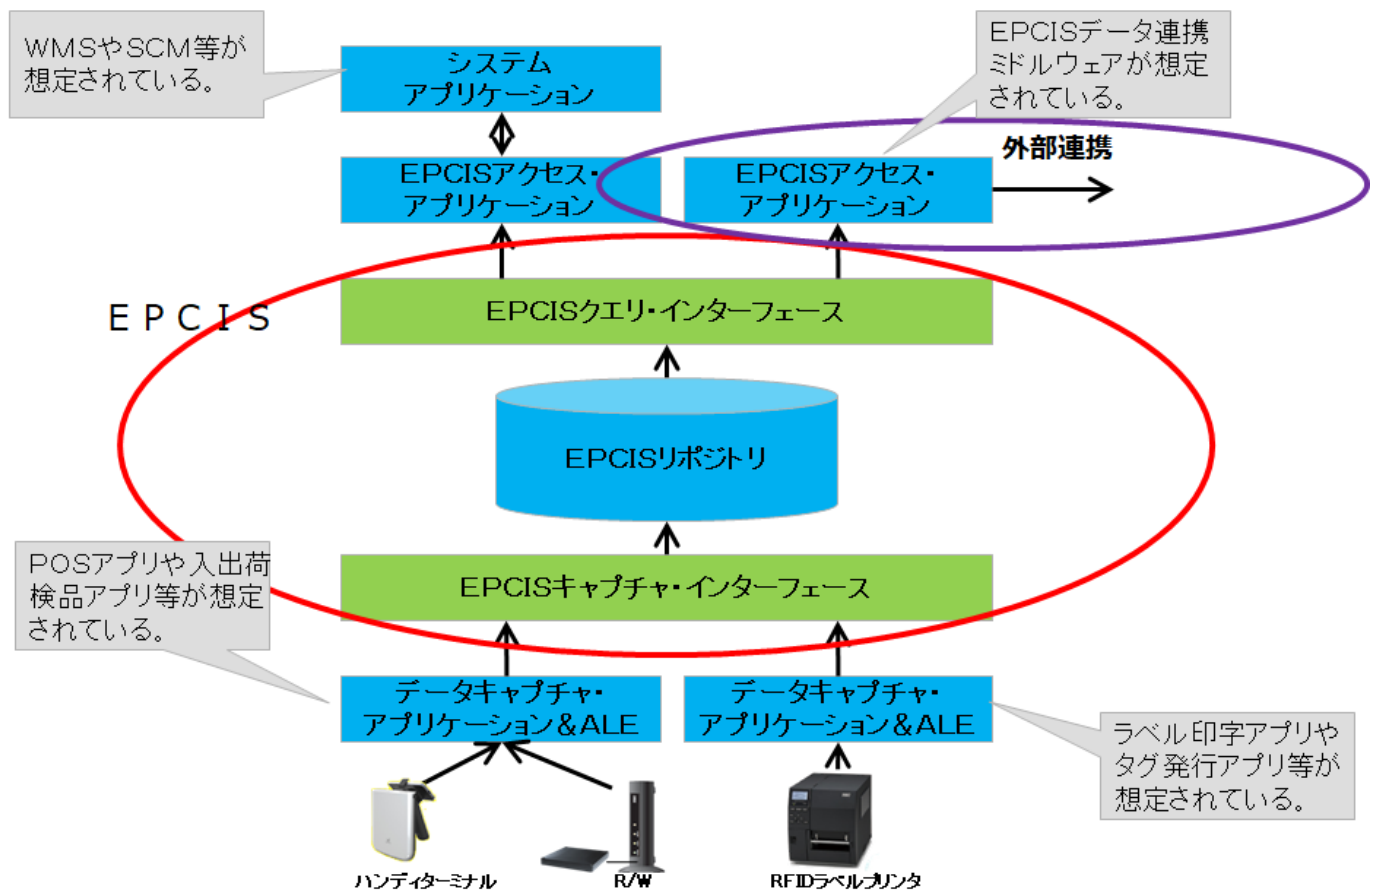 WMSやSCM等が
想定されている。
システム
アプリケーション
EPCISデータ連携
ミドルウェアが想定
されている。
外部連携
EPCISアクセス・
アプリケーション
EPCISアクセス・
アプリケーション
EPCIS
EPCISクエリ・インターフェース
EPCISリポジトリ
EPCISキャプチャ・インターフェース
POSアプリや入出荷
検品アプリ等が想定
されている。
データキャプチャ・
アプリケーション&ALE
データキャプチャ・
アプリケーション&ALE
ラベル印字アプリや
タグ発行アプリ等が
想定されている。
ハンディターミナル
R/W
RFIDラベルプリンタ